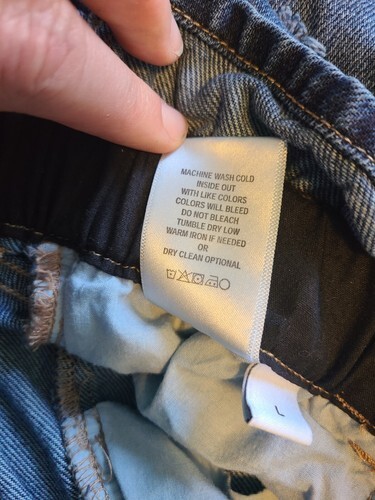 MACHINE WASH COLD
INSIDE OUT
WITH LIKE COLORS
COLORS WILL BLEED
DO NOT BLEACH
TUMBLE DRY LOW
WARM IRON IF NEEDED
OR
DRY CLEAN OPTIONAL
L